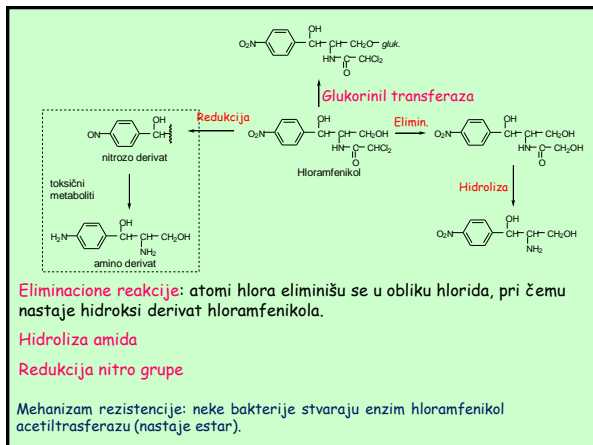 OH
O₂N CH-CH-CH₂O- gluk.
HN-C-CHCl₂
O
Glukorinil transferaza
Redukcija
OH
ON CH
nitrozo derivat
OH
O₂N CH-CH-CH₂OH
HN-C-CHCl₂
O
Hloramfenikol
Elimin.
OH
O₂N CH-CH-CH₂OH
HN-C-CH₂OH
O
toksični
metaboliti
Hidroliza
OH
H₂N CH-CH-CH₂OH
NH₂
amino derivat
OH
O₂N CH-CH-CH₂OH
NH₂
Eliminacione reakcije: atomi hlora eliminišu se u obliku hlorida, pri čemu
nastaje hidroksi derivat hloramfenikola.
Hidroliza amida
Redukcija nitro grupe
Mehanizam rezistencije: neke bakterije stvaraju enzim hloramfenikol
acetiltrasferazu (nastaje estar).